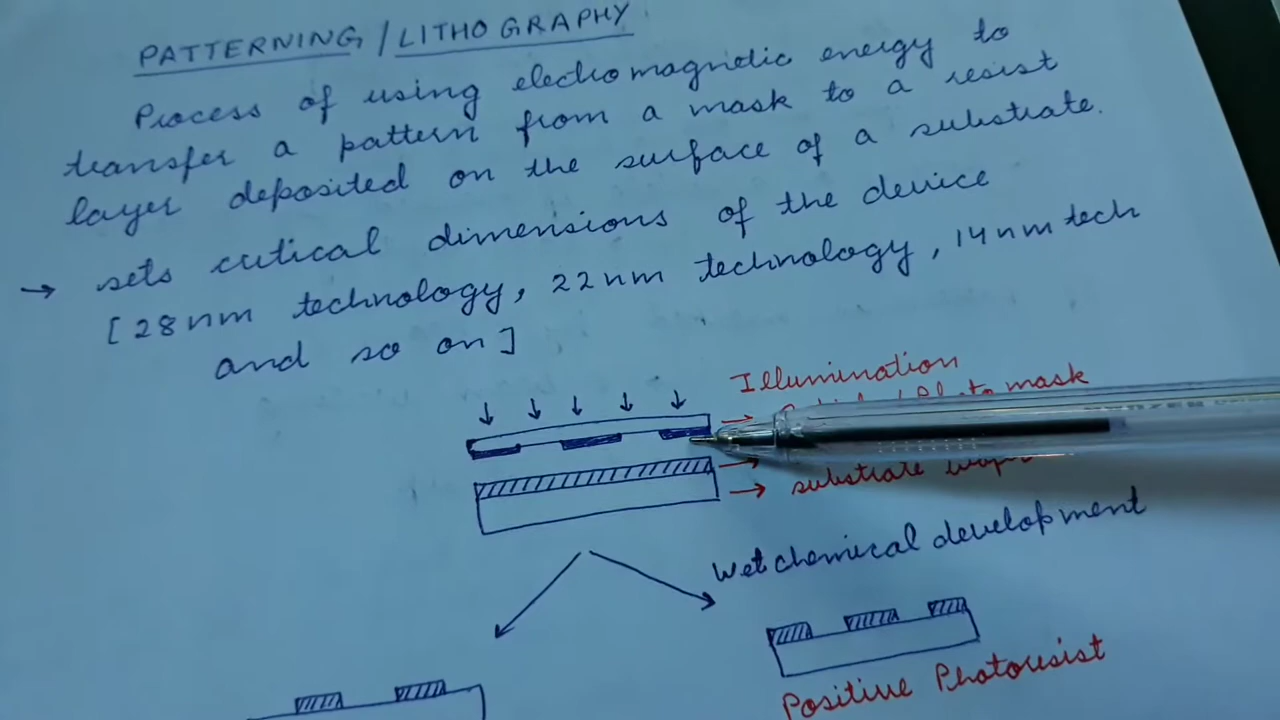 PATTERNING / LITHOGRAPHY
Process of using electromagnetic energy to
transfer a pattern from a mask to a resist
layer deposited on the surface of a substrate.
→ sets critical dimensions of the device
[28nm technology, 22nm technology, 14nm tech
and so on]
Illumination
mask
substrate
Wet chemical development
Positive Photoresist